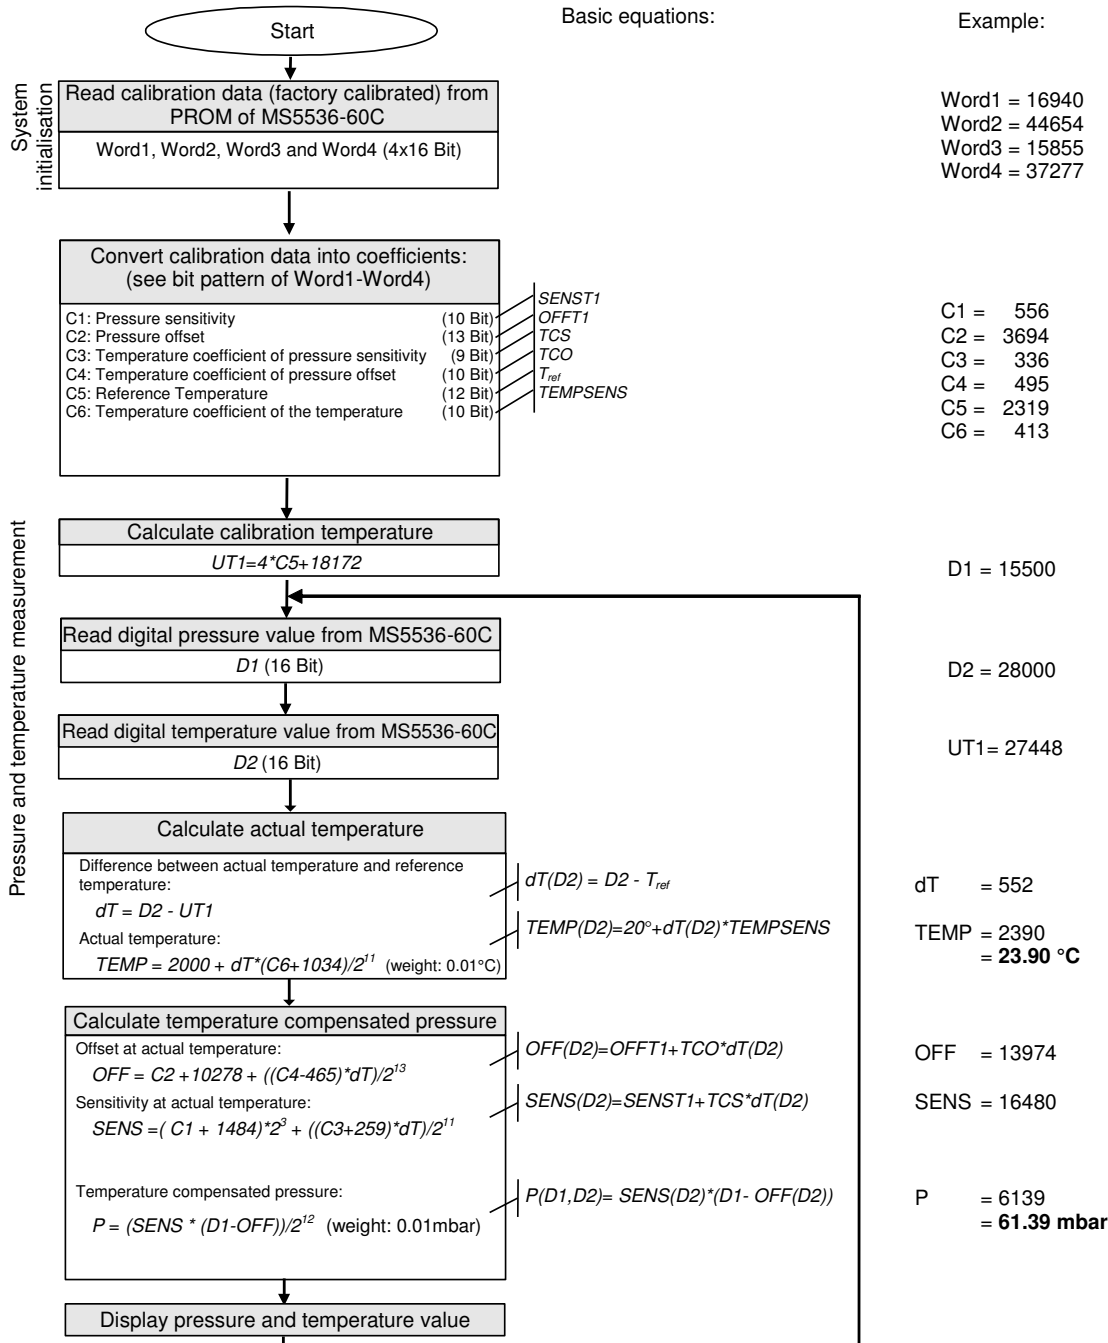 Start
Basic equations:
Example:
System
initialisation
Read calibration data (factory calibrated) from
PROM of MS5536-60C
Word1, Word2, Word3 and Word4 (4x16 Bit)
Word1 = 16940
Word2 = 44654
Word3 = 15855
Word4 = 37277
Convert calibration data into coefficients:
(see bit pattern of Word1-Word4)
C1: Pressure sensitivity (10 Bit) SENST1
C2: Pressure offset (13 Bit) OFFT1
C3: Temperature coefficient of pressure sensitivity (9 Bit) TCS
C4: Temperature coefficient of pressure offset (10 Bit) TCO
C5: Reference Temperature (12 Bit) Tref
C6: Temperature coefficient of the temperature (10 Bit) TEMPSENS
C1 = 556
C2 = 3694
C3 = 336
C4 = 495
C5 = 2319
C6 = 413
Pressure and temperature measurement
Calculate calibration temperature
UT1=4*C5+18172
D1 = 15500
Read digital pressure value from MS5536-60C
D1 (16 Bit)
D2 = 28000
Read digital temperature value from MS5536-60C
D2 (16 Bit)
UT1= 27448
Calculate actual temperature
Difference between actual temperature and reference
temperature:
dT = D2 - UT1
dT(D2) = D2 - Tref
dT = 552
Actual temperature:
TEMP = 2000 + dT*(C6+1034)/2^11 (weight: 0.01°C)
TEMP(D2)=20°+dT(D2)*TEMPSENS
TEMP = 2390
= 23.90 °C
Calculate temperature compensated pressure
Offset at actual temperature:
OFF = C2 +10278 + ((C4-465)*dT)/2^13
OFF(D2)=OFFT1+TCO*dT(D2)
OFF = 13974
Sensitivity at actual temperature:
SENS =( C1 + 1484)*2^3 + ((C3+259)*dT)/2^11
SENS(D2)=SENST1+TCS*dT(D2)
SENS = 16480
Temperature compensated pressure:
P = (SENS * (D1-OFF))/2^12 (weight: 0.01mbar)
P(D1,D2)= SENS(D2)*(D1- OFF(D2))
P = 6139
= 61.39 mbar
Display pressure and temperature value